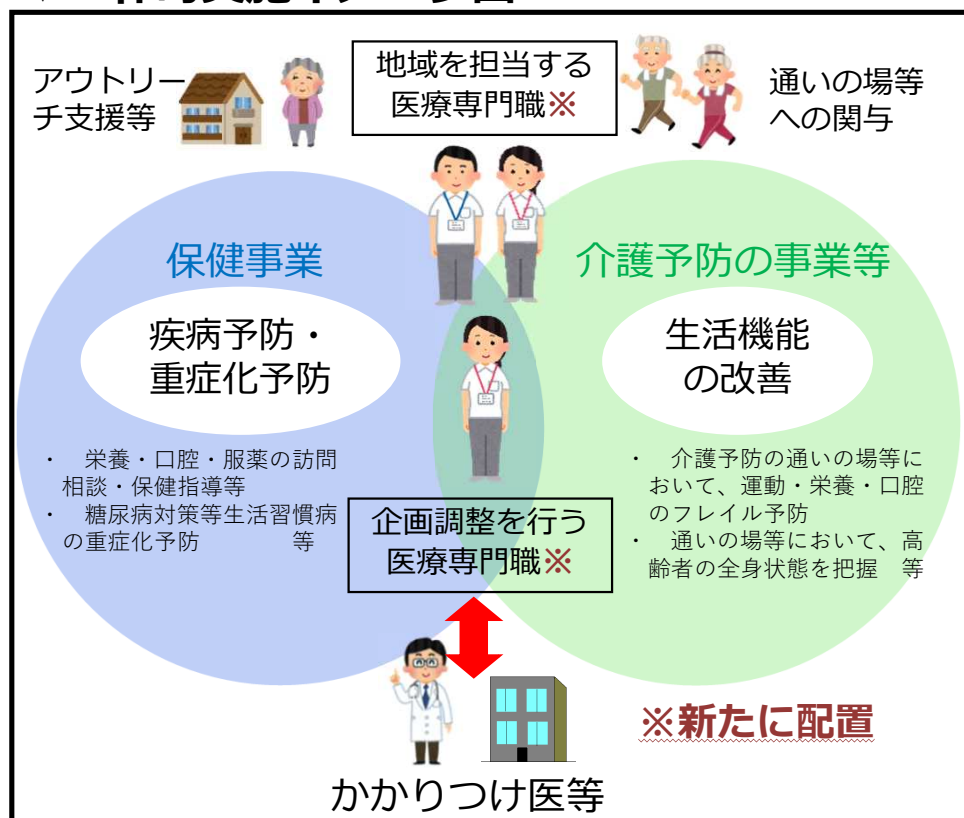 地域を担当する
医療専門職※
アウトリー
チ支援等
通いの場等
への関与
保健事業
疾病予防・
重症化予防
・　栄養・口腔・服薬の訪問
相談・保健指導等
・　糖尿病対策等生活習慣病
の重症化予防　　　等
介護予防の事業等
生活機能
の改善
・　介護予防の通いの場等に
おいて、運動・栄養・口腔
のフレイル予防
・　通いの場等において、高
齢者の全身状態を把握　等
企画調整を行う
医療専門職※
※新たに配置
かかりつけ医等